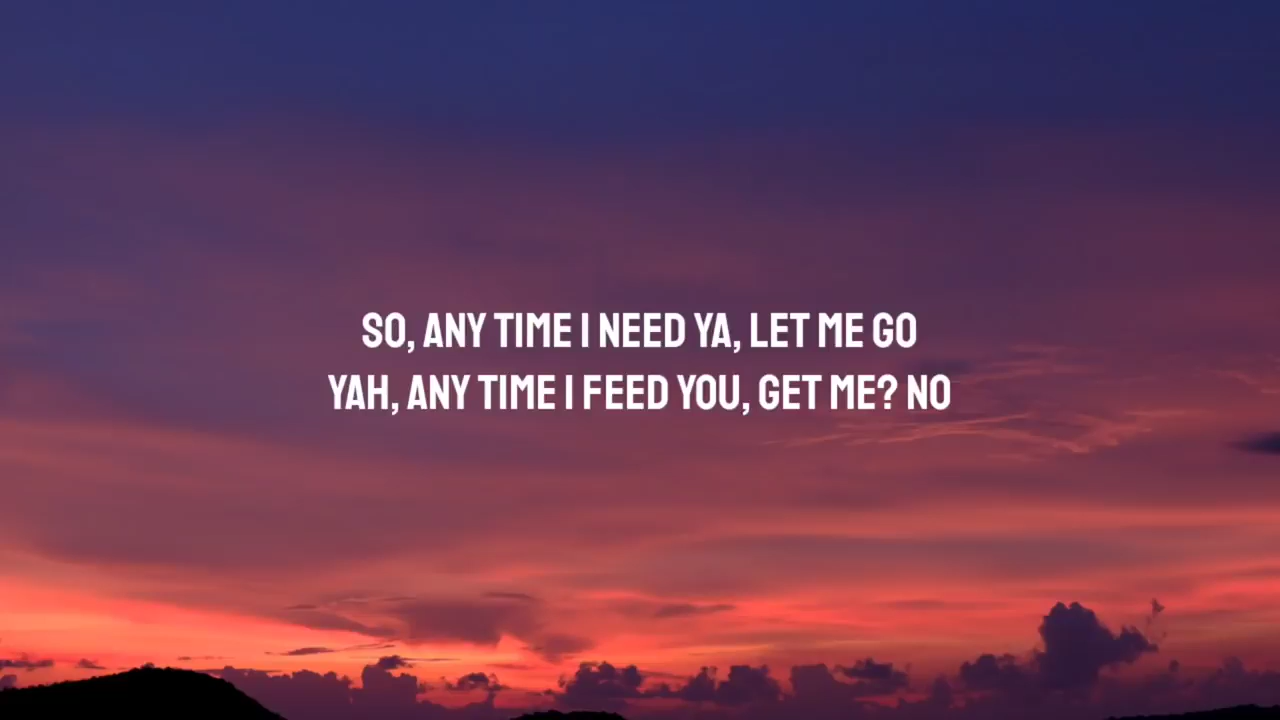 SO, ANY TIME I NEED YA, LET ME GO
YAH, ANY TIME I FEED YOU, GET ME? NO